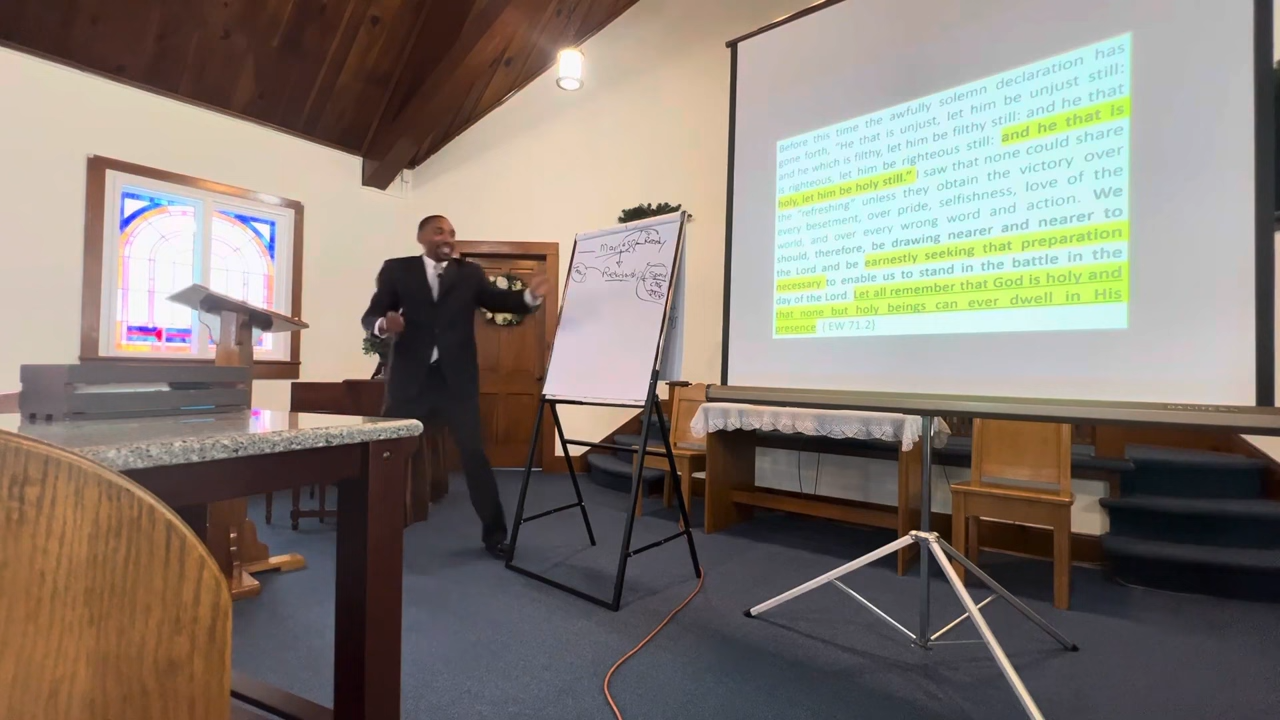 Marriage
Ready
Relationship
Spend
Before this time the awfully solemn declaration has
gone forth, "He that is unjust, let him be unjust still:
and he which is filthy, let him be filthy still: and he that
is righteous, let him be righteous still: and he that is
holy, let him be holy still." I saw that none could share
the "refreshing" unless they obtain the victory over
every besetment, over pride, selfishness, love of the
world, and over every wrong word and action. We
should, therefore, be drawing nearer and nearer to
the Lord and be earnestly seeking that preparation
necessary to enable us to stand in the battle in the
day of the Lord. Let all remember that God is holy and
that none but holy beings can ever dwell in His
presence. ( EW 71.2)
DA-LITE